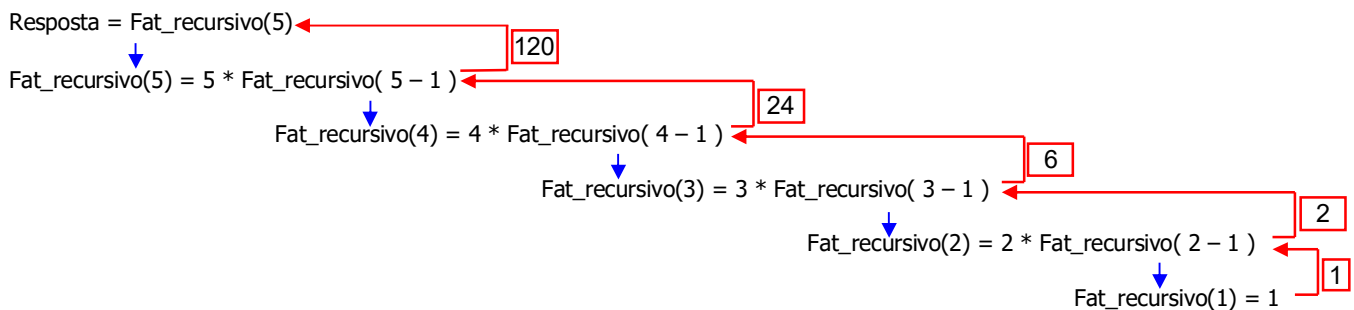 Resposta = Fat_recursivo(5)
120
Fat_recursivo(5) = 5 * Fat_recursivo( 5 – 1 )
24
Fat_recursivo(4) = 4 * Fat_recursivo( 4 – 1 )
6
Fat_recursivo(3) = 3 * Fat_recursivo( 3 – 1 )
2
Fat_recursivo(2) = 2 * Fat_recursivo( 2 – 1 )
1
Fat_recursivo(1) = 1